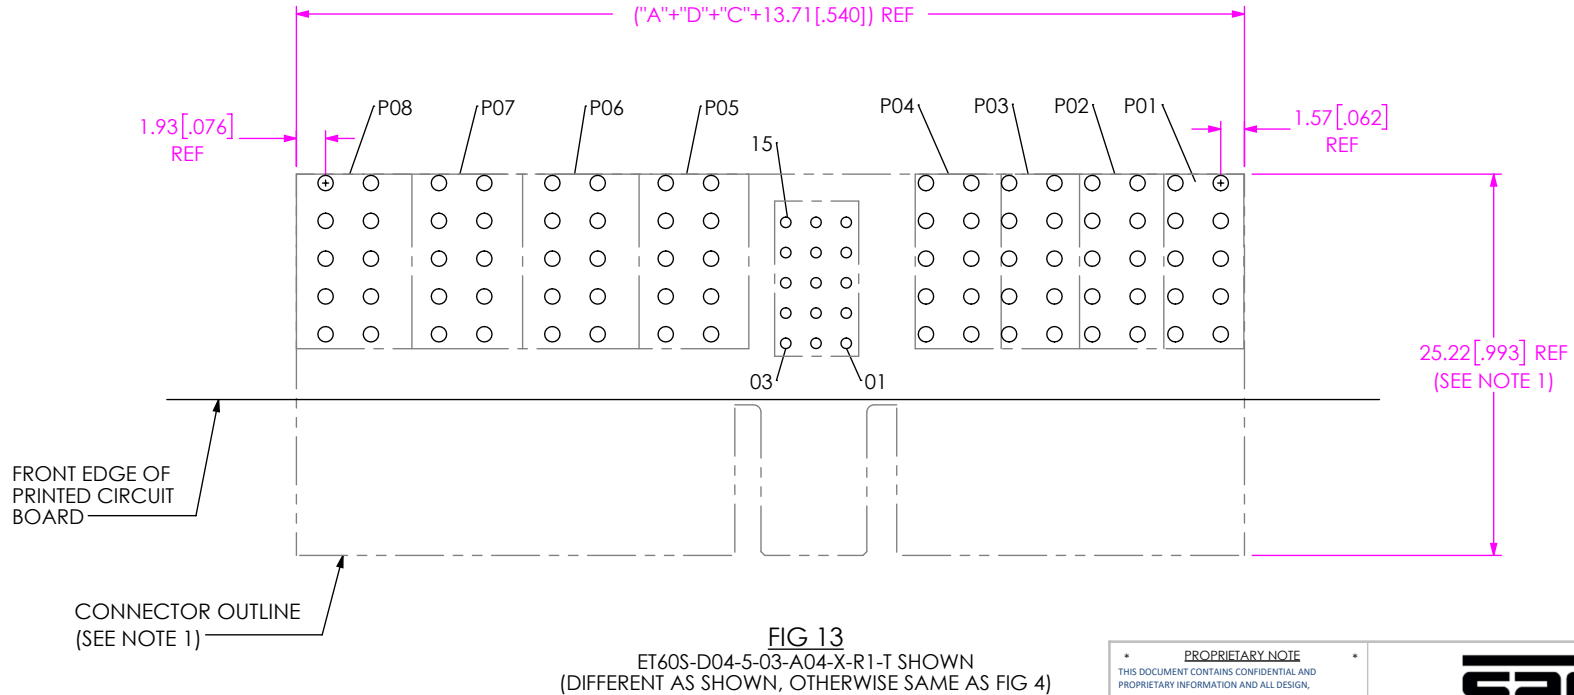 ("A"+"D"+"C"+13.71[.540]) REF
P08
P07
P06
P05
P04
P03
P02
P01
1.93[.076]
REF
1.57[.062]
REF
15
03
01
25.22[.993] REF
(SEE NOTE 1)
FRONT EDGE OF
PRINTED CIRCUIT
BOARD
CONNECTOR OUTLINE
(SEE NOTE 1)
FIG 13
ET60S-D04-5-03-A04-X-R1-T SHOWN
(DIFFERENT AS SHOWN, OTHERWISE SAME AS FIG 4)
* PROPRIETARY NOTE *
THIS DOCUMENT CONTAINS CONFIDENTIAL AND
PROPRIETARY INFORMATION AND ALL DESIGN,